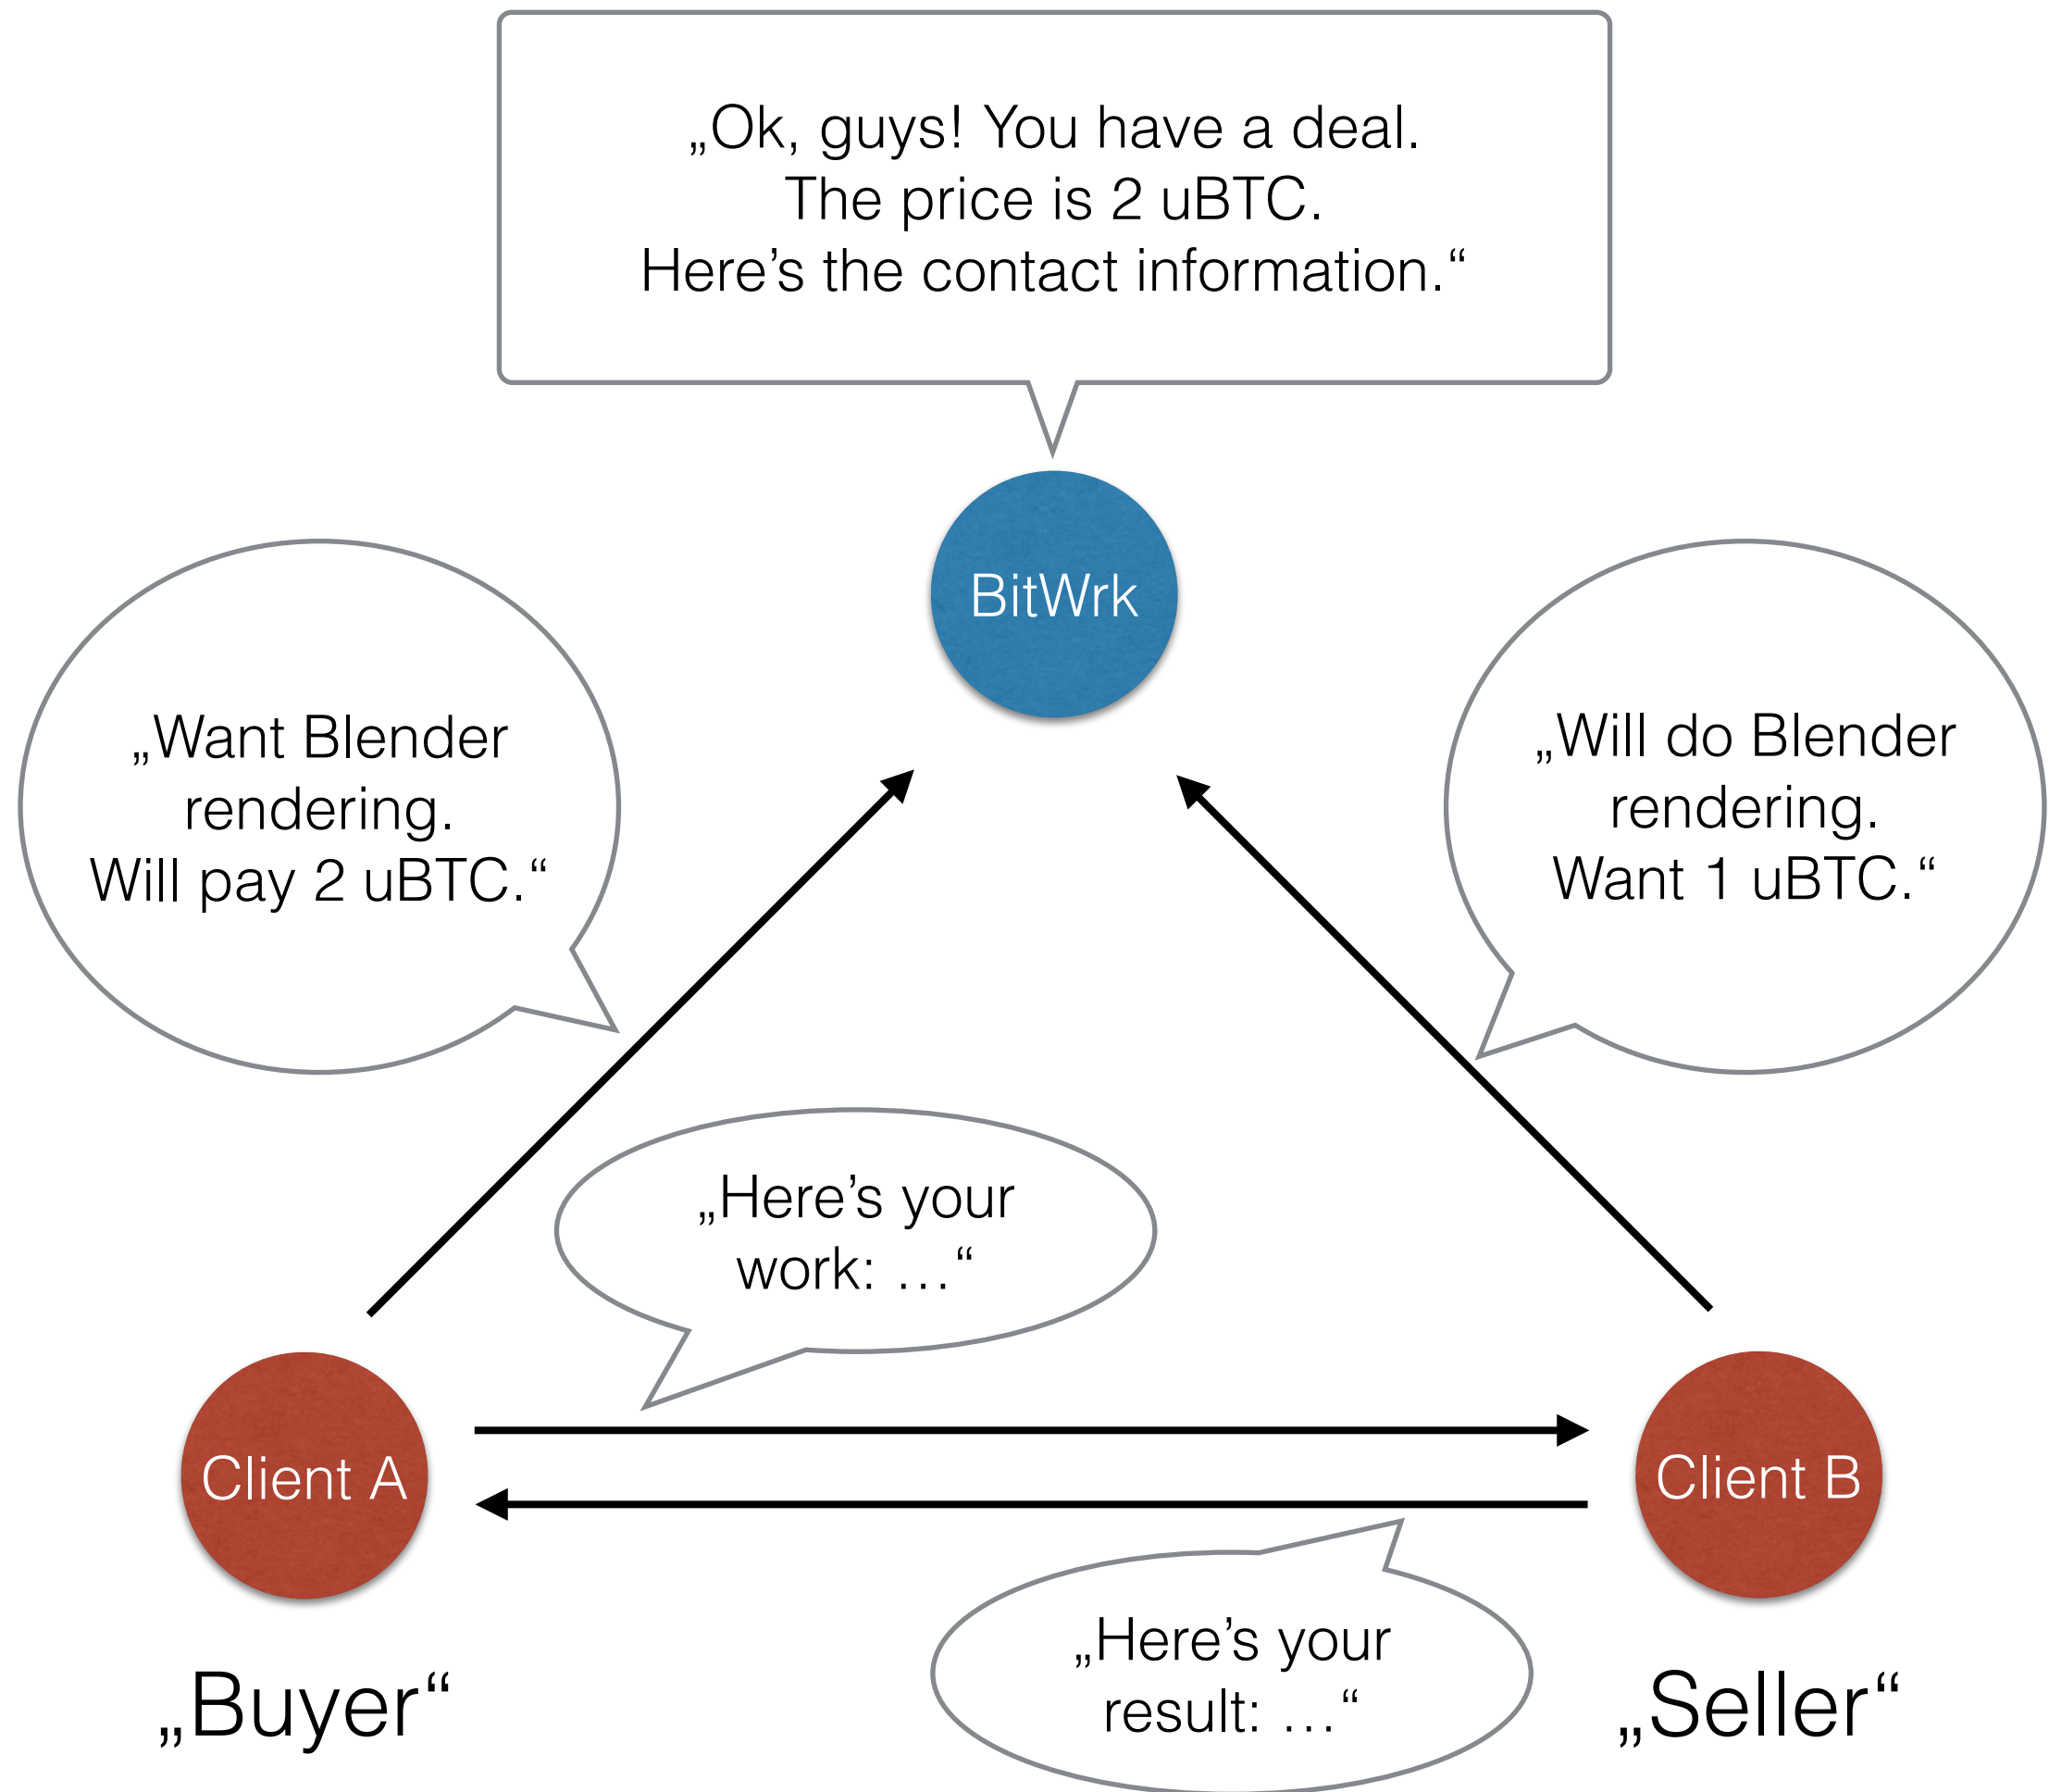 „Ok, guys! You have a deal.
The price is 2 uBTC.
Here’s the contact information.“
BitWrk
„Want Blender
rendering.
Will pay 2 uBTC.“
„Will do Blender
rendering.
Want 1 uBTC.“
„Here’s your
work: …“
Client A
Client B
„Here’s your
result: …“
„Buyer“
„Seller“